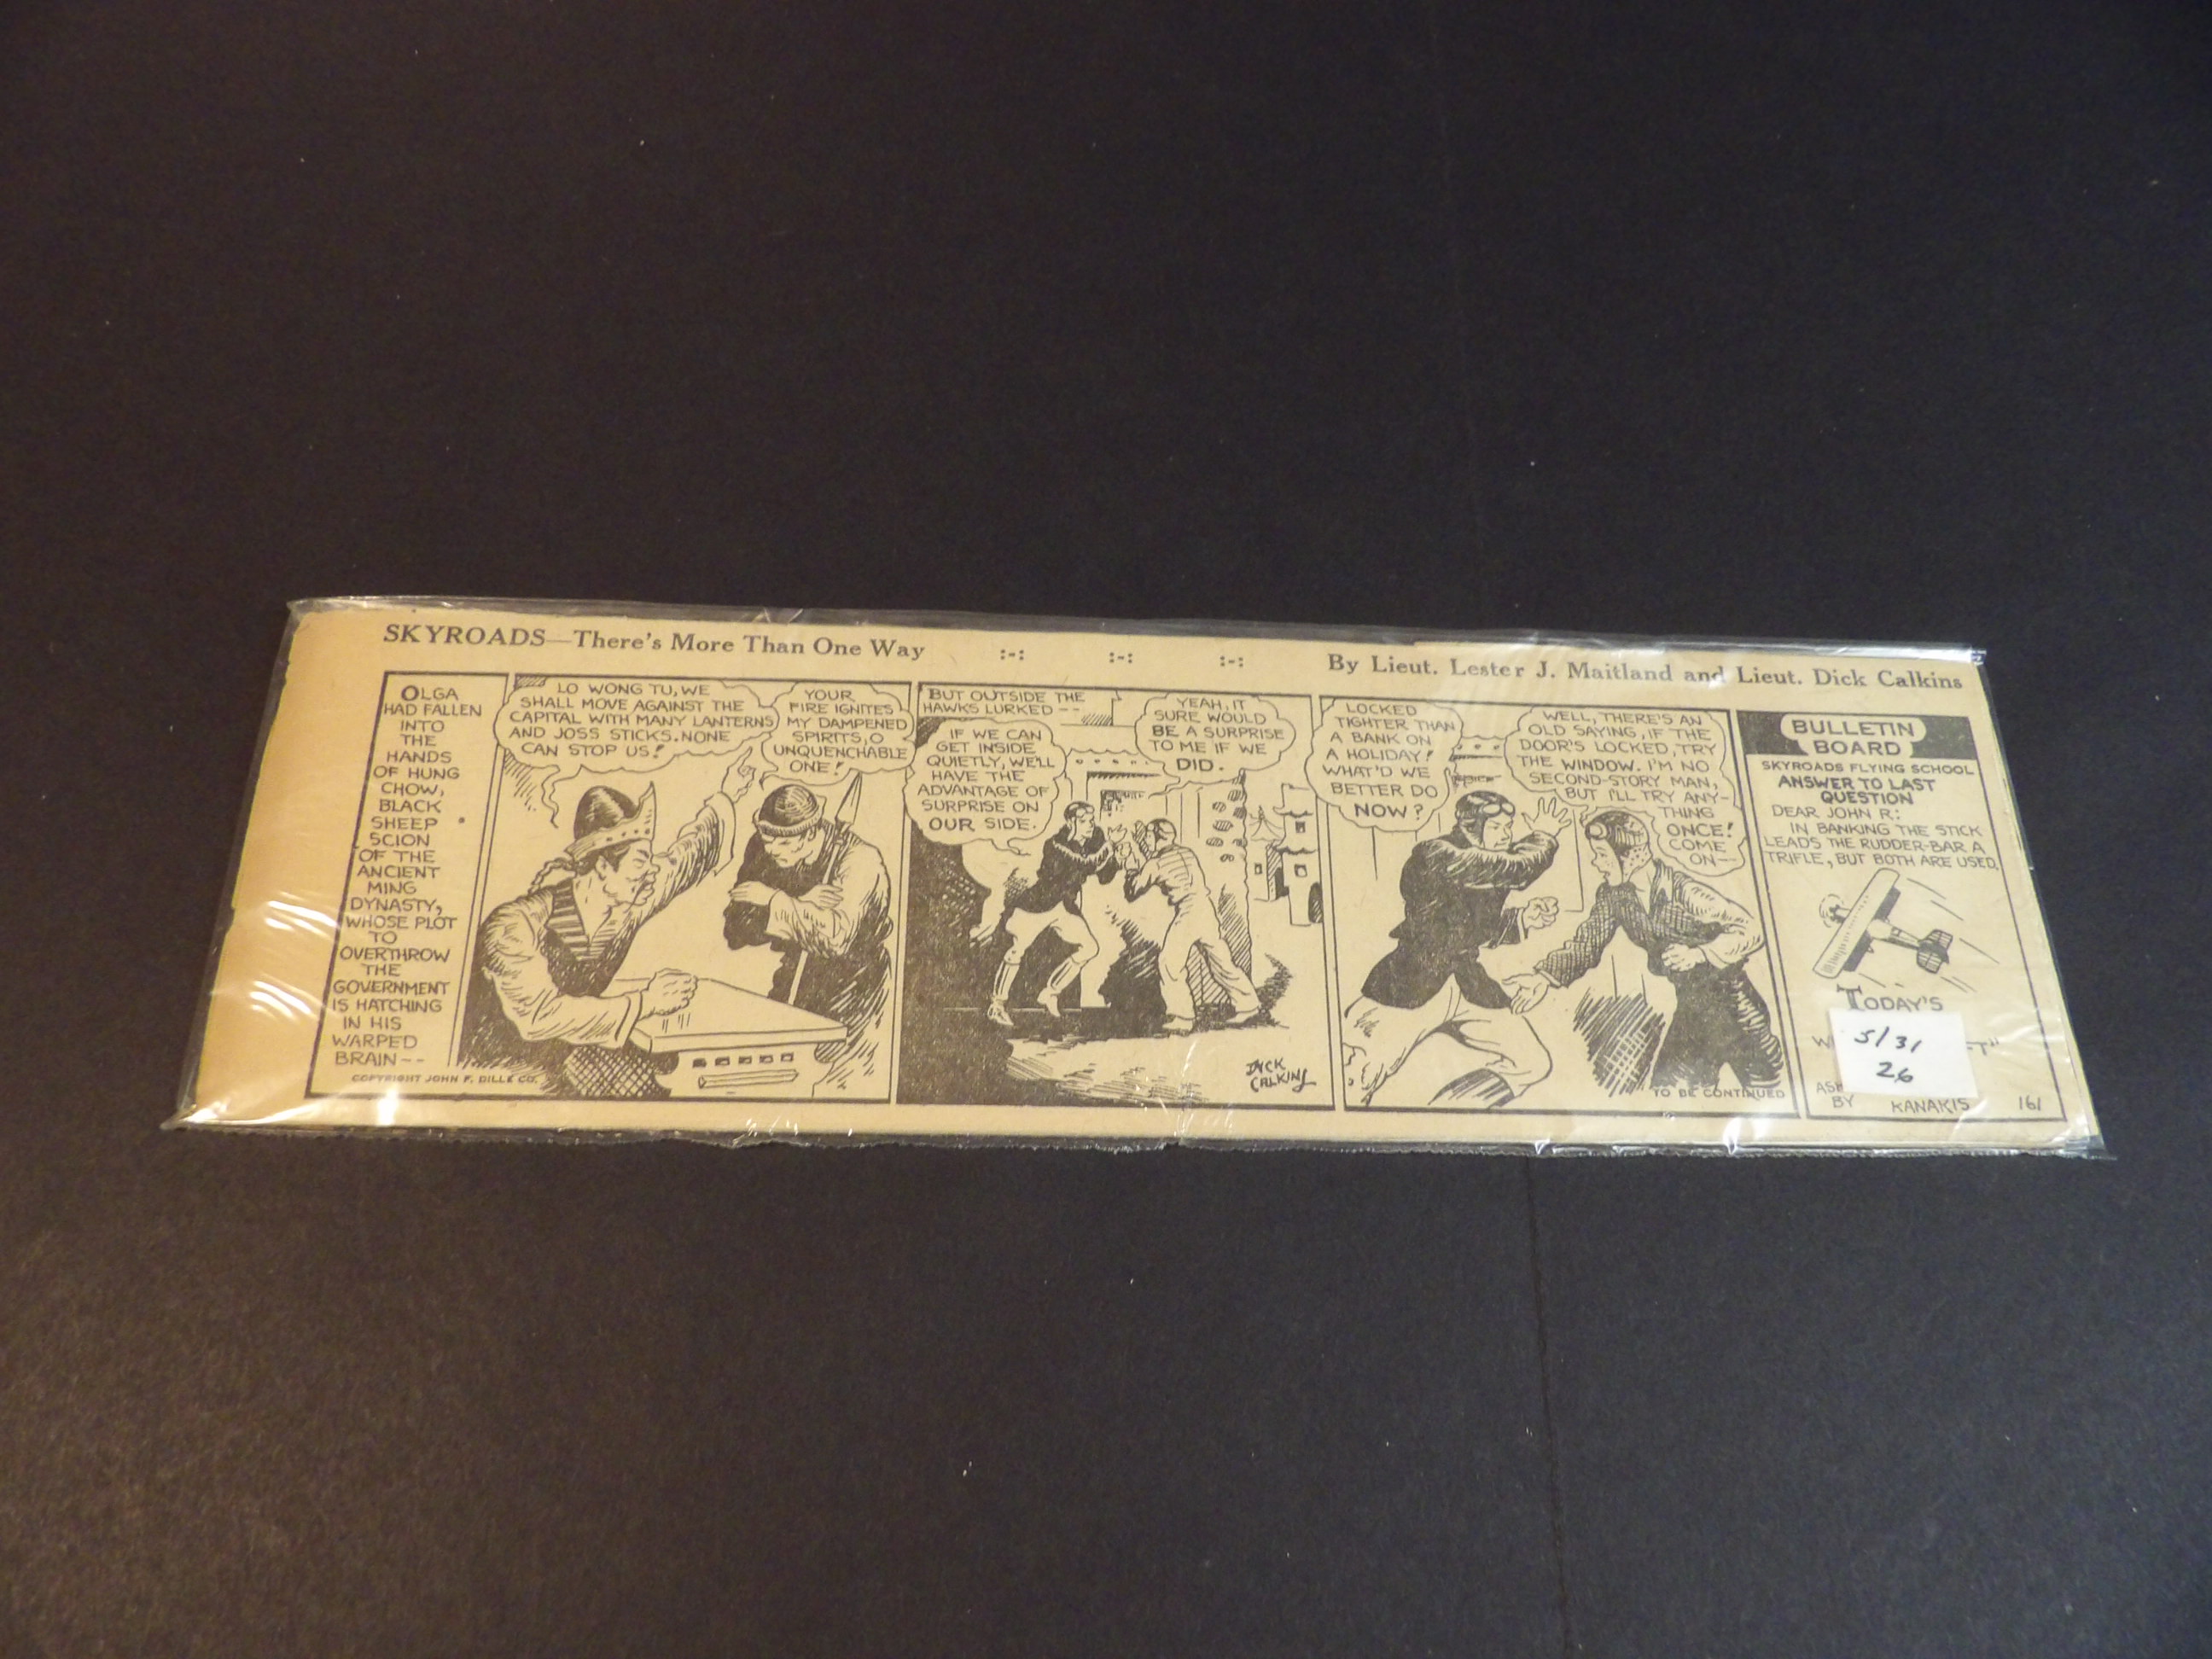 SKYROADS—There's More Than One Way :-: :-: :-: By Lieut. Lester J. Maitland and Lieut. Dick Calkins
OLGA
HAD FALLEN
INTO
THE
HANDS
OF HUNG
CHOW,
BLACK
SHEEP
SCION
OF THE
ANCIENT
MING
DYNASTY,
WHOSE PLOT
TO
OVERTHROW
THE
GOVERNMENT
IS HATCHING
IN HIS
WARPED
BRAIN--
COPYRIGHT JOHN F. DILLE CO.
LO WONG TU, WE
SHALL MOVE AGAINST THE
CAPITAL WITH MANY LANTERNS
AND JOSS STICKS. NONE
CAN STOP US!
YOUR
FIRE IGNITES
MY DAMPENED
SPIRITS, O
UNQUENCHABLE
ONE!
BUT OUTSIDE THE
HAWKS LURKED--
IF WE CAN
GET INSIDE
QUIETLY, WE'LL
HAVE THE
ADVANTAGE OF
SURPRISE ON
OUR SIDE.
YEAH, IT
SURE WOULD
BE A SURPRISE
TO ME IF WE
DID.
DICK
CALKINS
LOCKED
TIGHTER THAN
A BANK ON
A HOLIDAY!
WHAT'D WE
BETTER DO
NOW?
WELL, THERE'S AN
OLD SAYING, IF THE
DOOR'S LOCKED, TRY
THE WINDOW. I'M NO
SECOND-STORY MAN,
BUT I'LL TRY ANY-
THING
ONCE!
COME
ON--
TO BE CONTINUED
BULLETIN
BOARD
SKYROADS FLYING SCHOOL
ANSWER TO LAST
QUESTION
DEAR JOHN R:
IN BANKING THE STICK
LEADS THE RUDDER-BAR A
TRIFLE, BUT BOTH ARE USED.
TODAY'S
5/31
26
BY KANAKIS 161